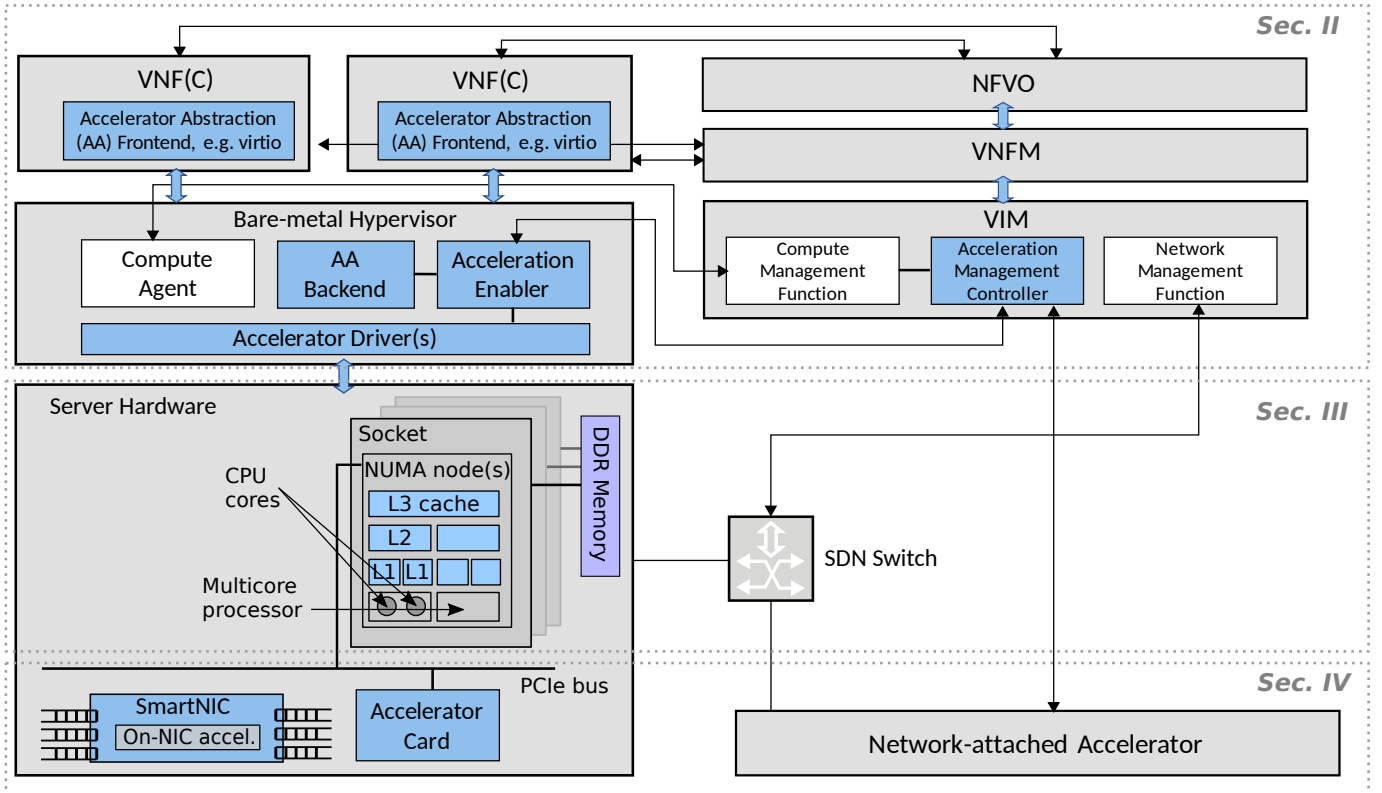 Sec. II
VNF(C)
Accelerator Abstraction
(AA) Frontend, e.g. virtio
VNF(C)
Accelerator Abstraction
(AA) Frontend, e.g. virtio
NFVO
VNFM
Bare-metal Hypervisor
Compute
Agent
AA
Backend
Acceleration
Enabler
Accelerator Driver(s)
VIM
Compute
Management
Function
Acceleration
Management
Controller
Network
Management
Function
Sec. III
Server Hardware
Socket
NUMA node(s)
L3 cache
L2
L1
L1
CPU
cores
Multicore
processor
DDR Memory
SDN Switch
Sec. IV
PCIe bus
SmartNIC
On-NIC accel.
Accelerator
Card
Network-attached Accelerator